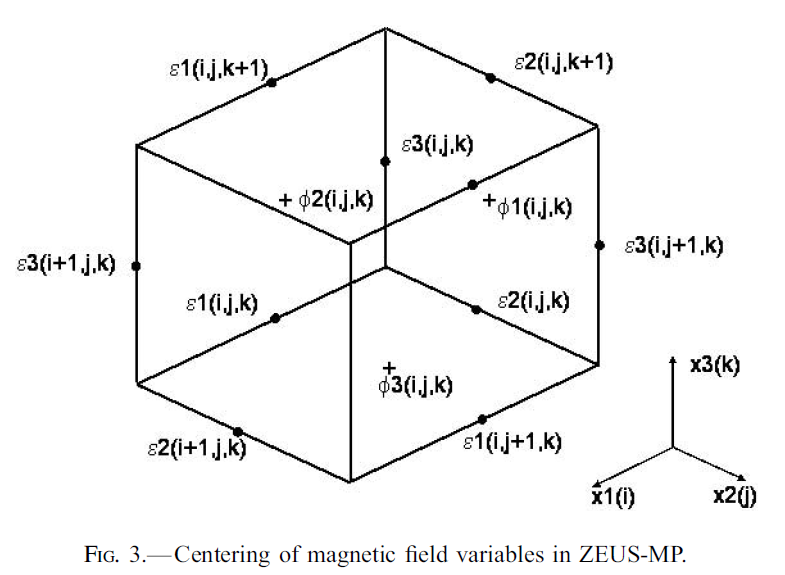 ε1(i,j,k+1)
ε2(i,j,k+1)
ε3(i,j,k)
+ ϕ2(i,j,k)
+ϕ1(i,j,k)
ε3(i+1,j,k)
ε3(i,j+1,k)
ε1(i,j,k)
ε2(i,j,k)
+
ϕ3(i,j,k)
x3(k)
ε2(i+1,j,k)
ε1(i,j+1,k)
x1(i)
x2(j)
FIG. 3.—Centering of magnetic field variables in ZEUS-MP.